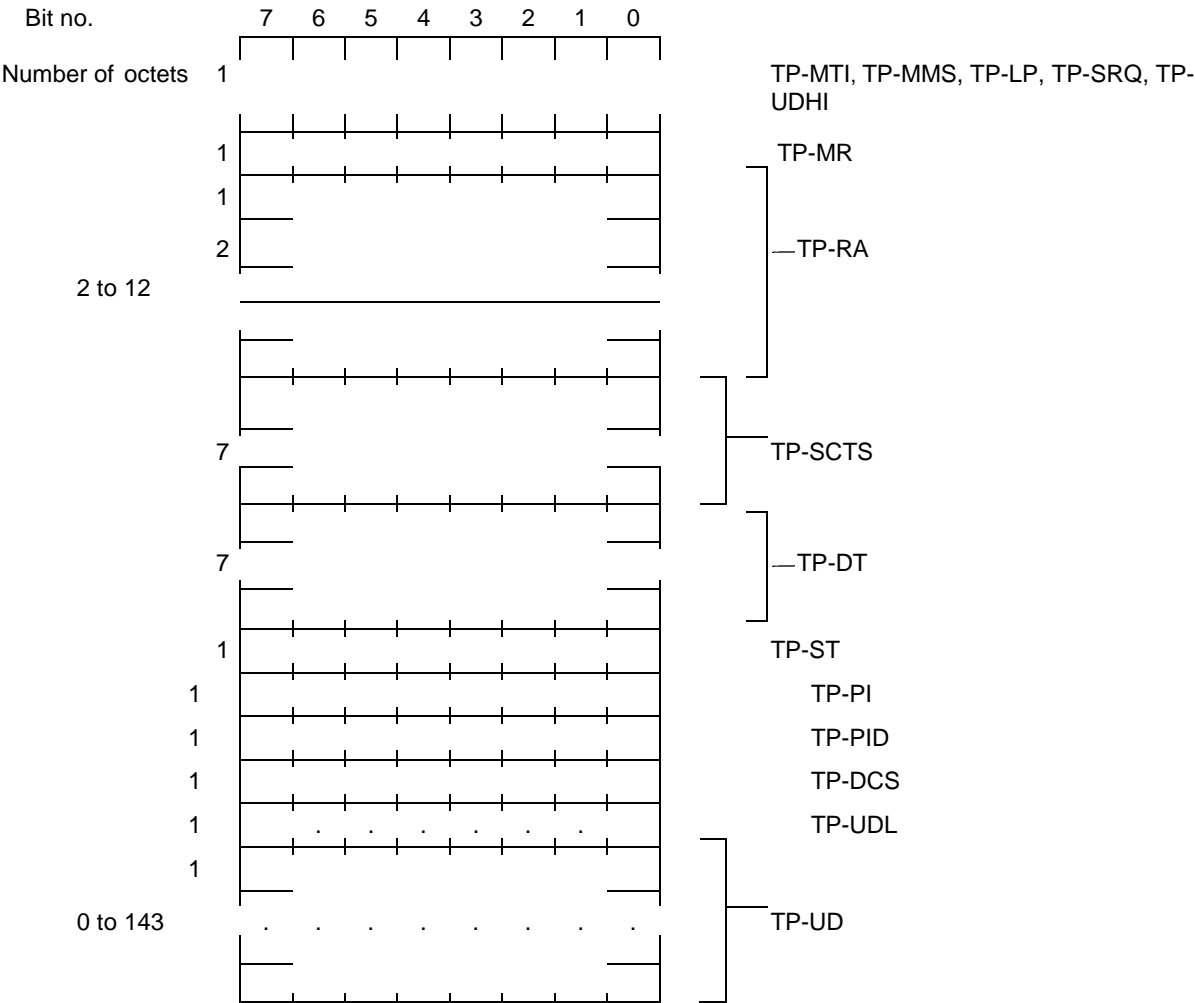 Bit no. 7 6 5 4 3 2 1 0
Number of octets 1 TP-MTI, TP-MMS, TP-LP, TP-SRQ, TP-
UDHI
1 TP-MR
1
2 TP-RA
2 to 12
7 TP-SCTS
7 TP-DT
1 TP-ST
1 TP-PI
1 TP-PID
1 TP-DCS
1 . . . . . . TP-UDL
1
0 to 143 . . . . . . . . TP-UD